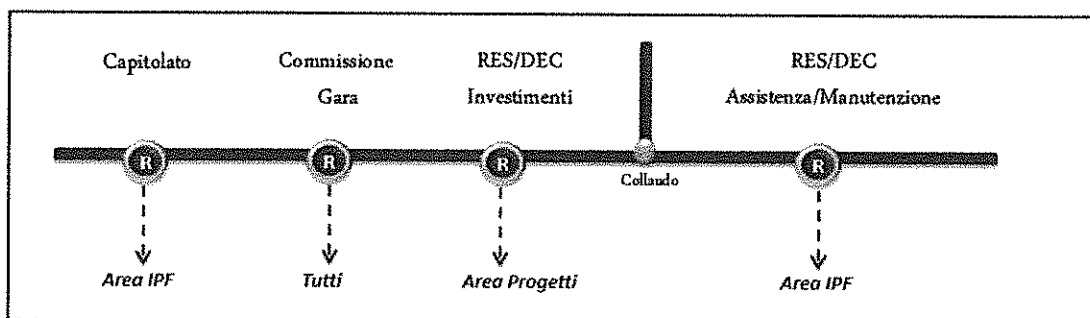 Capitolato
Commissione
Gara
RES/DEC
Investimenti
RES/DEC
Assistenza/Manutenzione
R
R
R
R
Collaudo
Area IPF
Tutti
Area Progetti
Area IPF